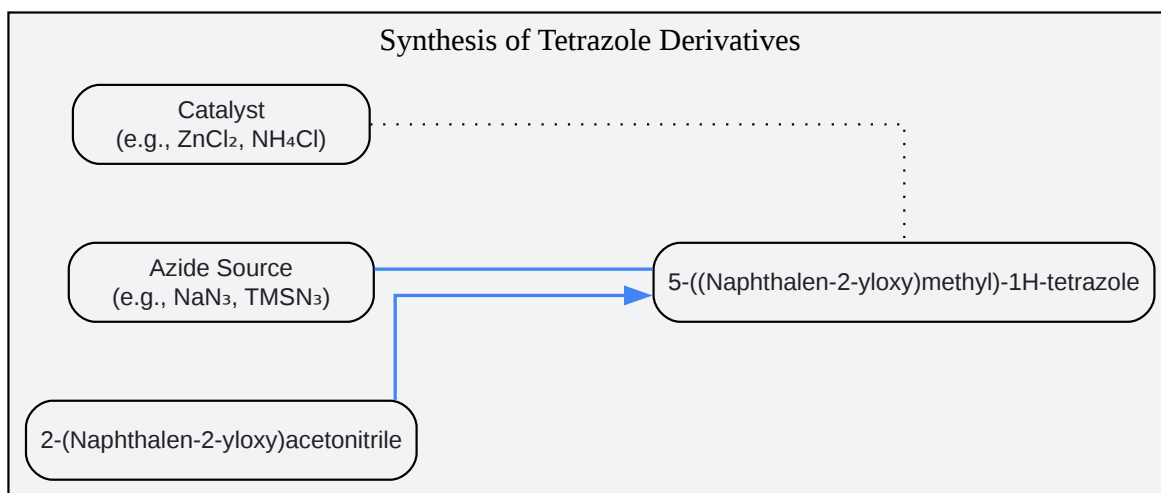 Synthesis of Tetrazole Derivatives
Catalyst
(e.g., ZnCl₂, NH₄Cl)
Azide Source
(e.g., NaN₃, TMSN₃)
5-((Naphthalen-2-yloxy)methyl)-1H-tetrazole
2-(Naphthalen-2-yloxy)acetonitrile